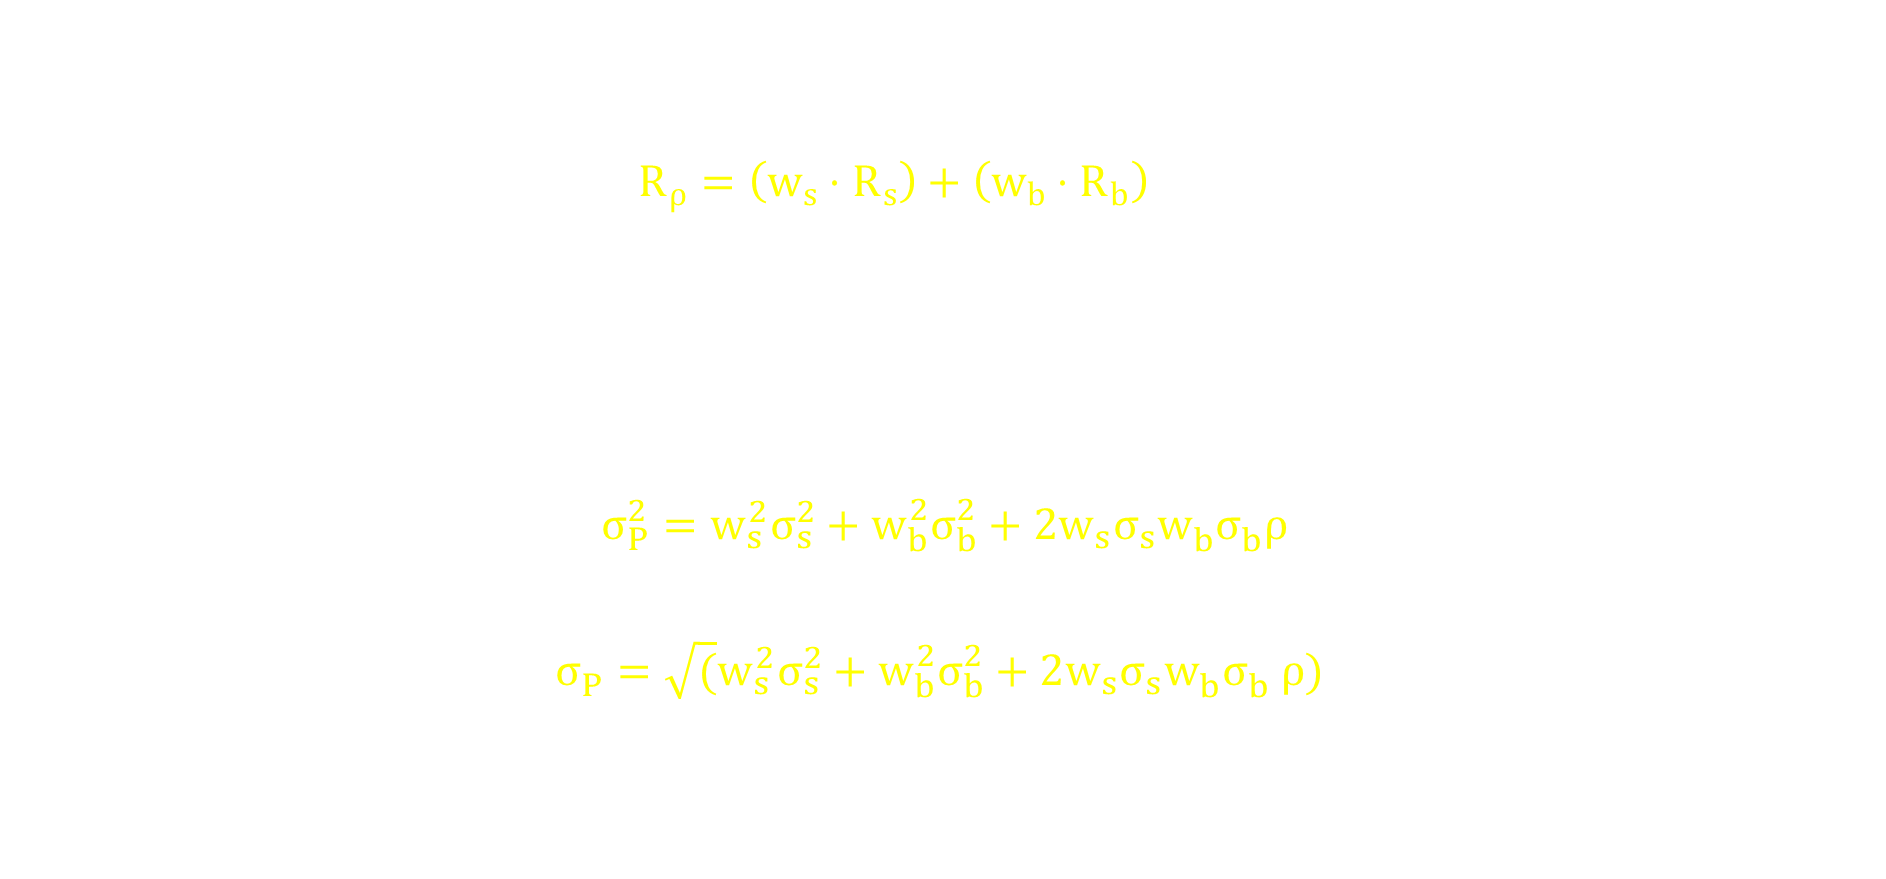 R_ρ = (w_s · R_s) + (w_b · R_b)
σ_P^2 = w_s^2σ_s^2 + w_b^2σ_b^2 + 2w_sσ_sw_bσ_bρ
σ_P = √(w_s^2σ_s^2 + w_b^2σ_b^2 + 2w_sσ_sw_bσ_b ρ)